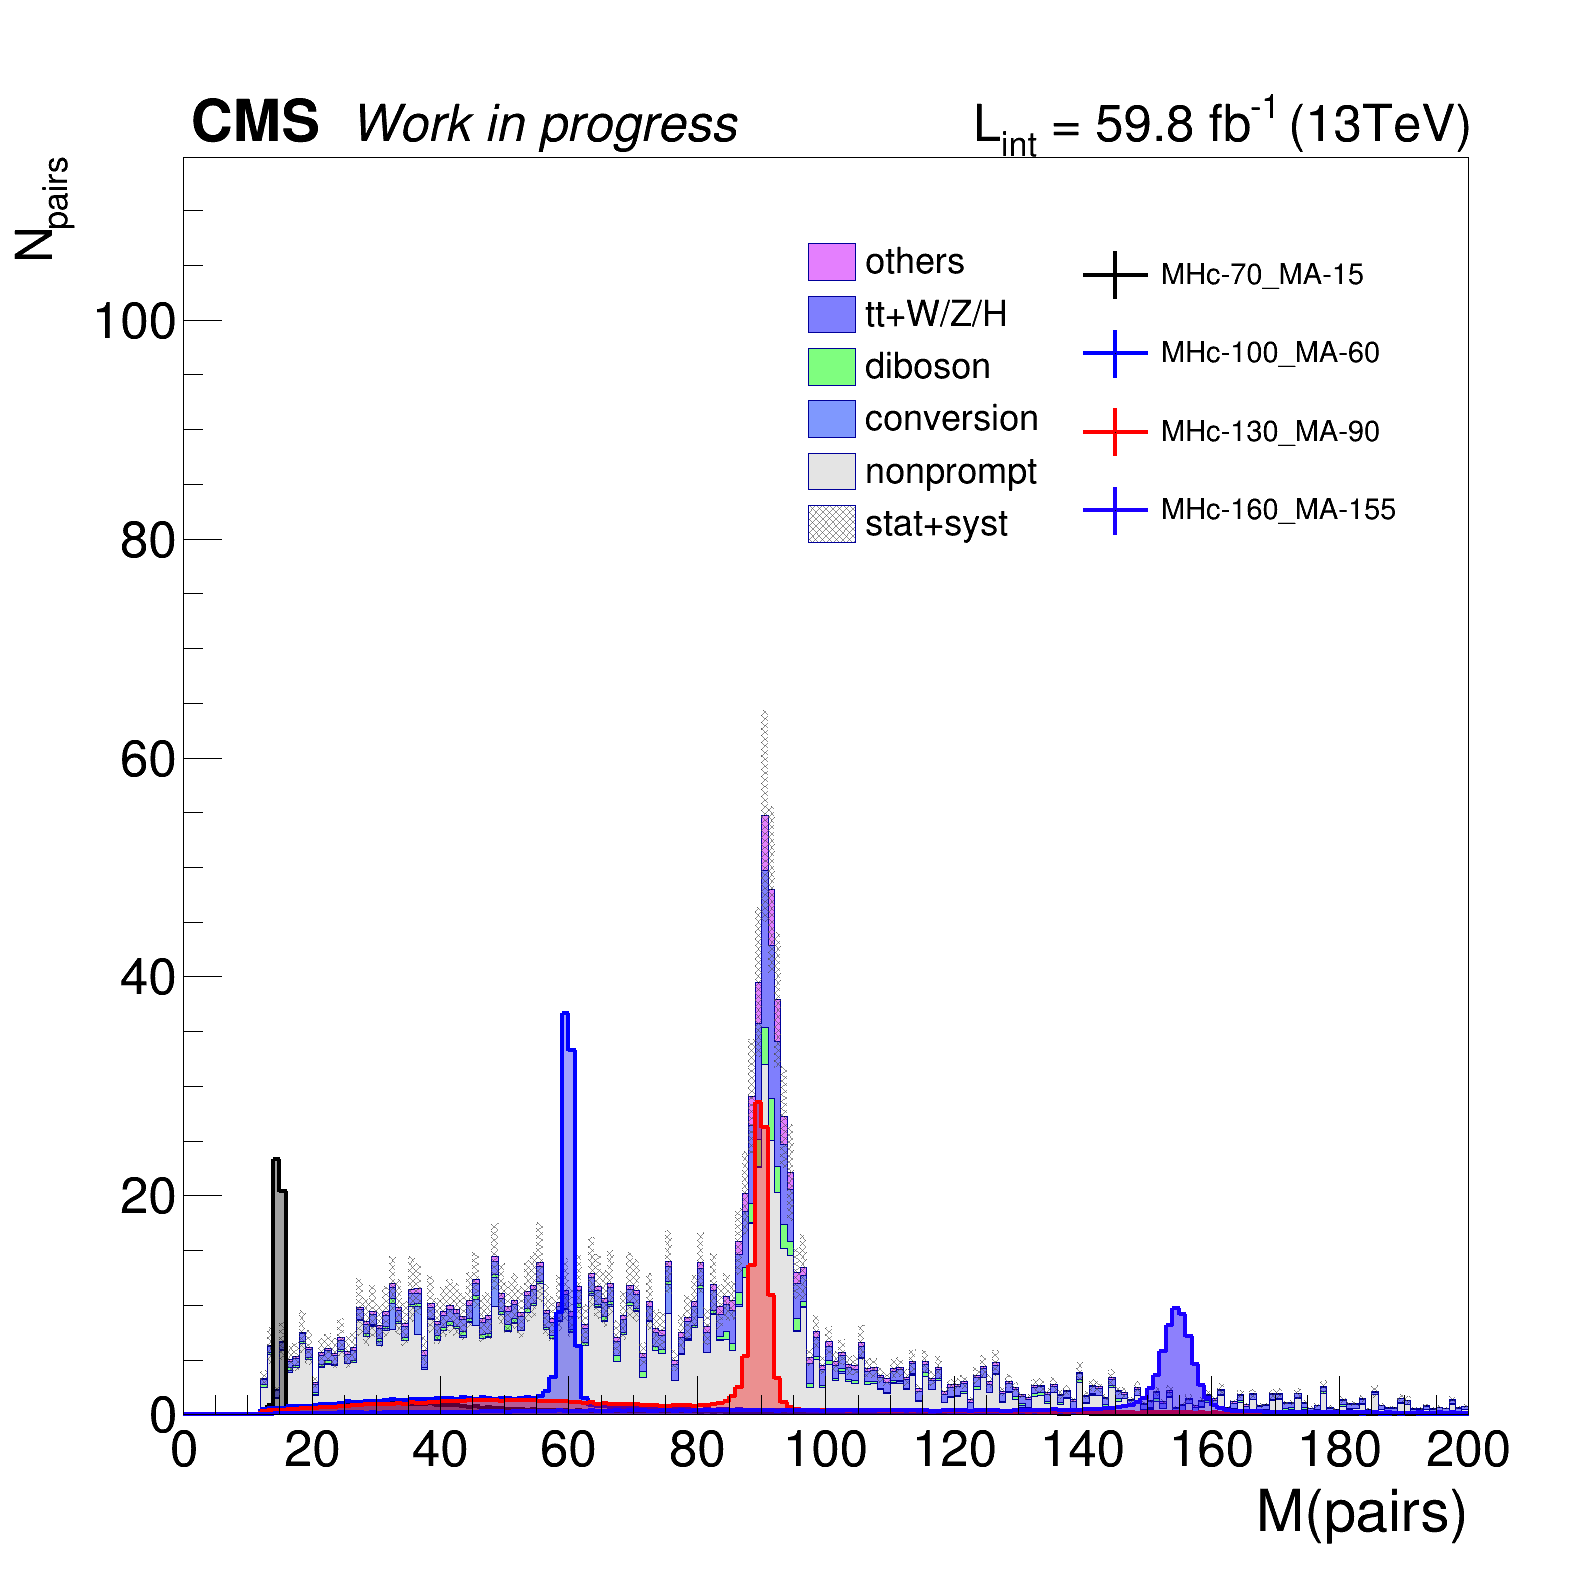 CMS Work in progress
L_int = 59.8 fb^-1 (13TeV)
N_pairs
others
tt+W/Z/H
diboson
conversion
nonprompt
stat+syst
MHc-70_MA-15
MHc-100_MA-60
MHc-130_MA-90
MHc-160_MA-155
100
80
60
40
20
0
0 20 40 60 80 100 120 140 160 180 200
M(pairs)